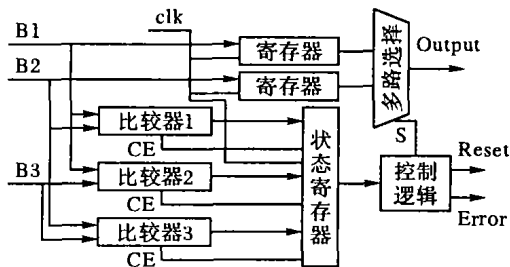 clk
B1
寄存器
B2
寄存器
多路选择
Output
S
比较器1
CE
B3
比较器2
CE
比较器3
CE
状态寄存器
控制
逻辑
Reset
Error